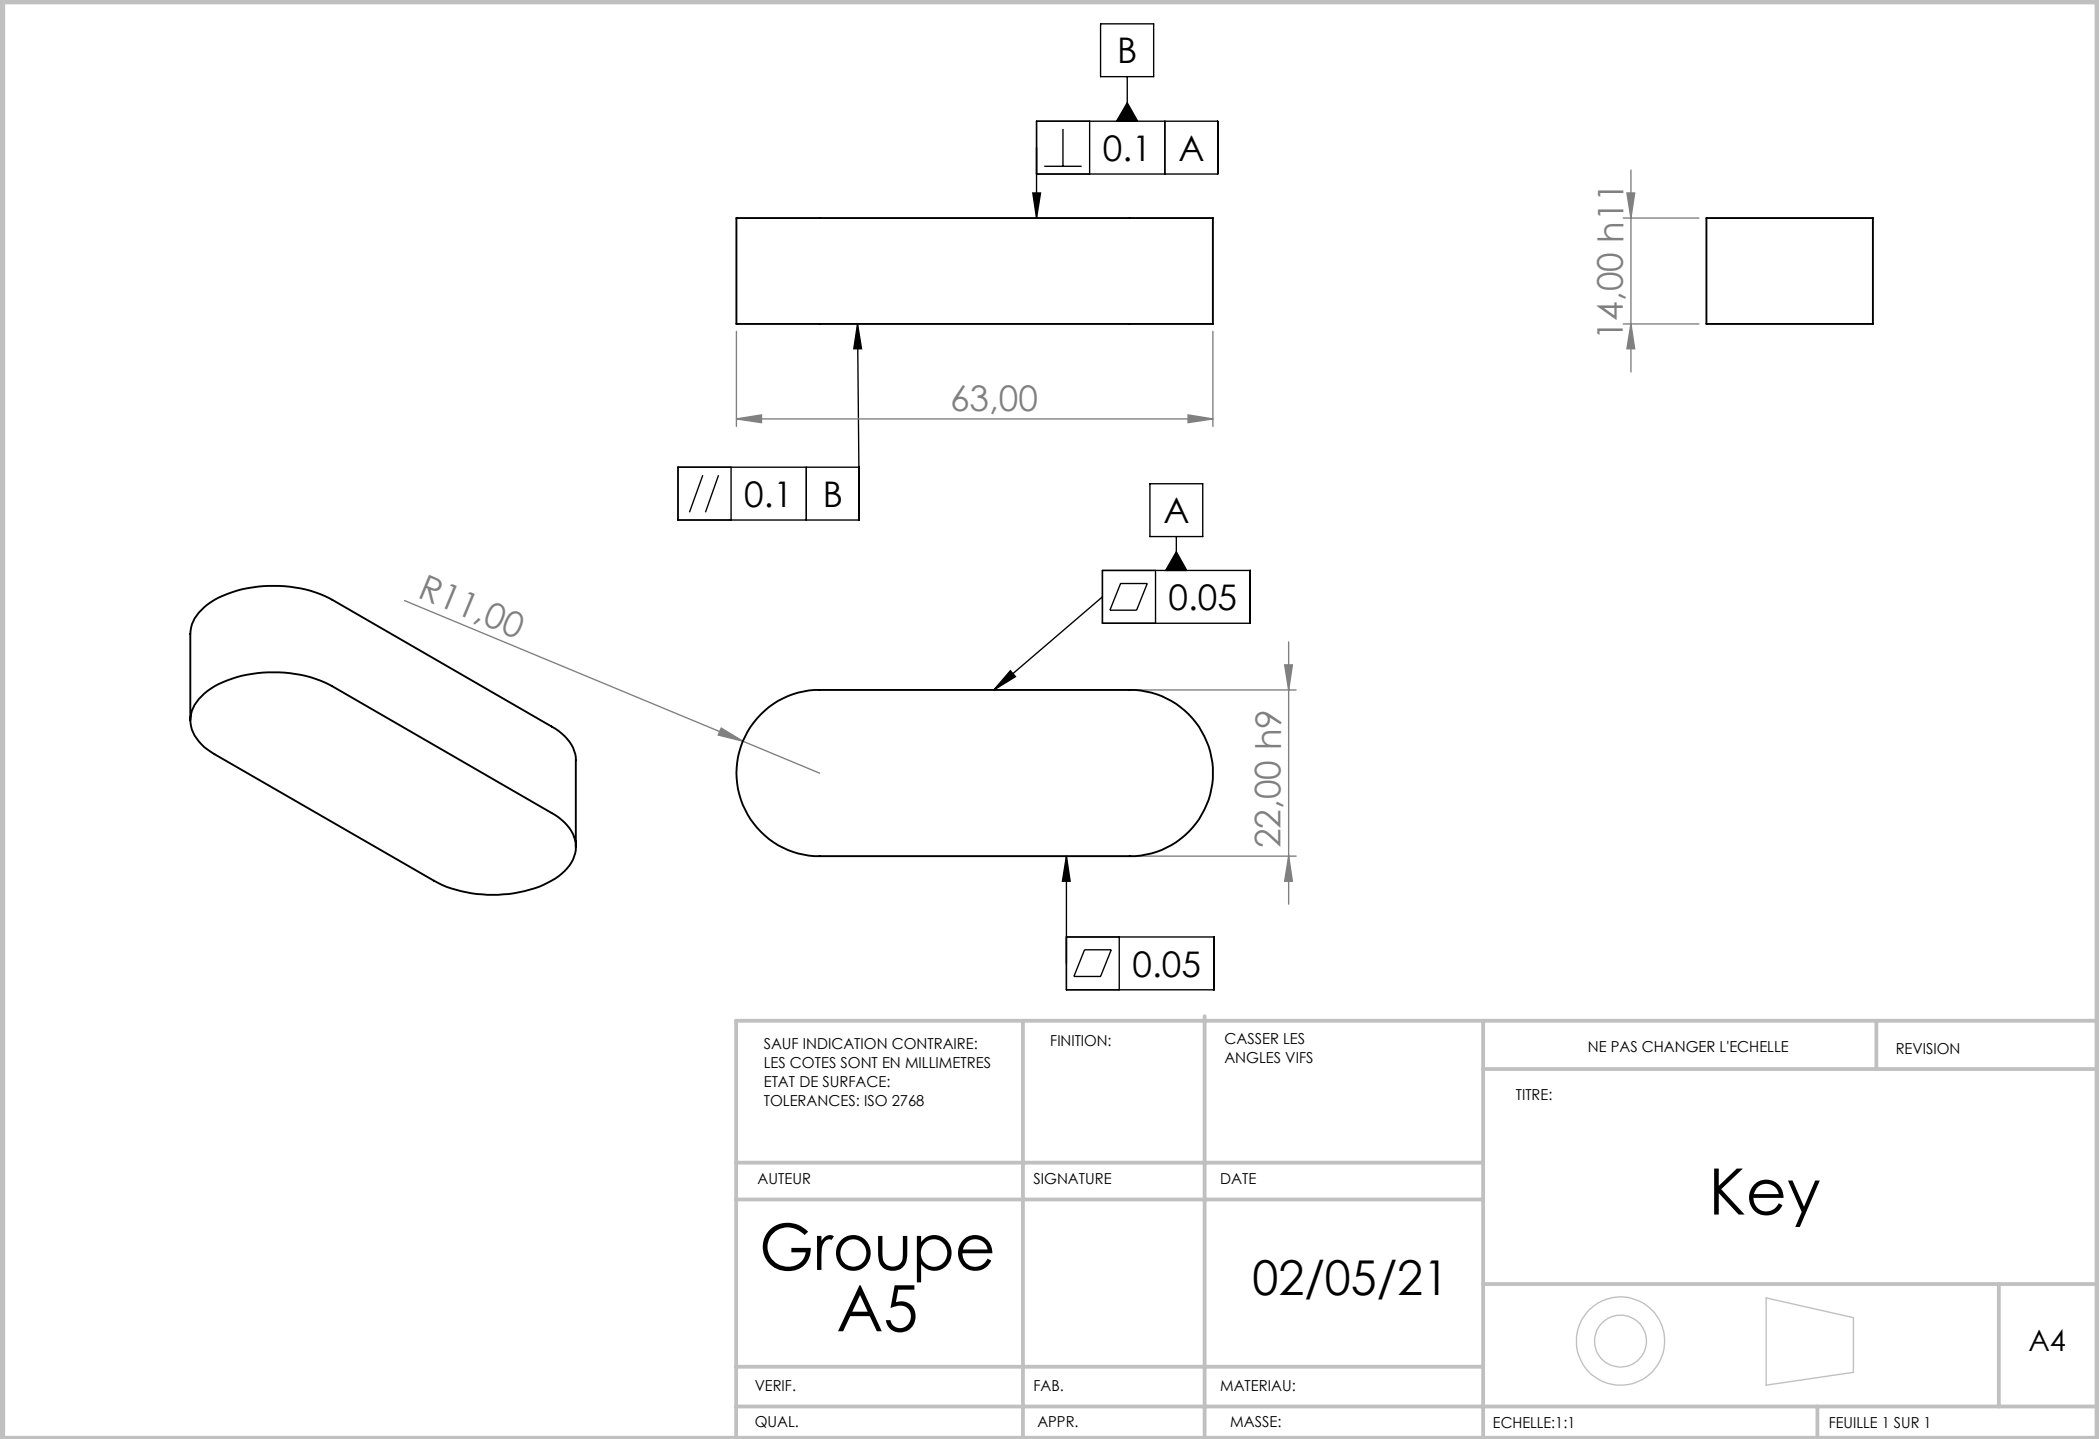 B
⊥ 0.1 A
14,00 h11
63,00
// 0.1 B
A
⏥ 0.05
R11,00
22,00 h9
⏥ 0.05
SAUF INDICATION CONTRAIRE:
LES COTES SONT EN MILLIMETRES
ETAT DE SURFACE:
TOLERANCES: ISO 2768
FINITION:
CASSER LES
ANGLES VIFS
NE PAS CHANGER L'ECHELLE
REVISION
TITRE:
Key
AUTEUR
SIGNATURE
DATE
Groupe
A5
02/05/21
A4
VERIF.
FAB.
MATERIAU:
QUAL.
APPR.
MASSE:
ECHELLE:1:1
FEUILLE 1 SUR 1